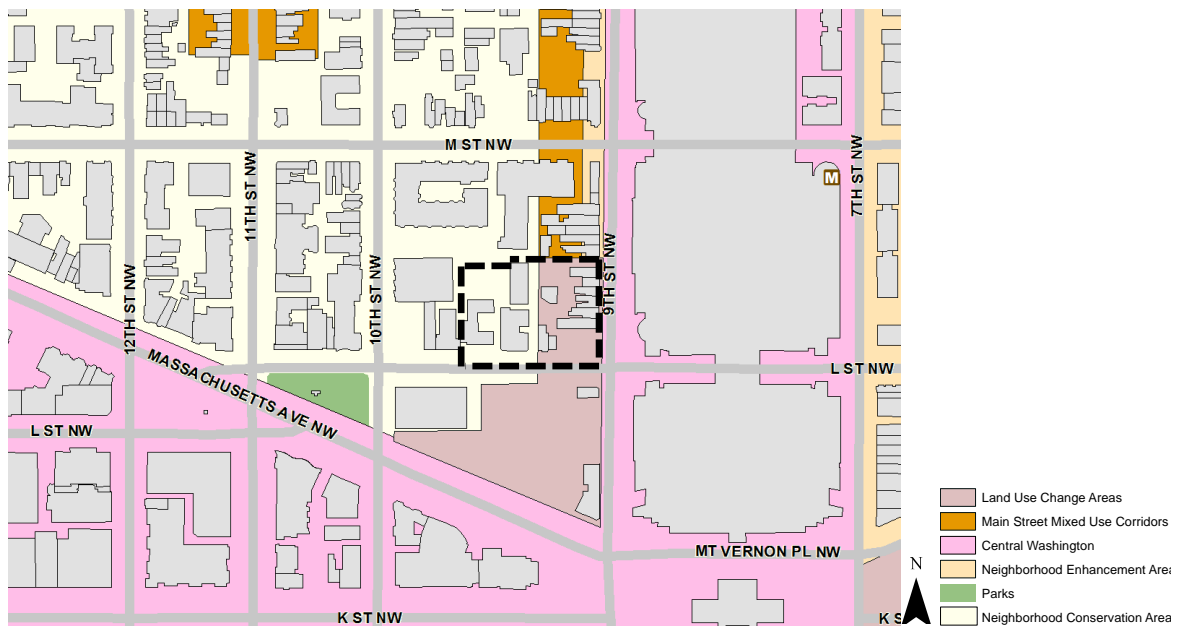 M ST NW
M
11TH ST NW
7TH ST NW
12TH ST NW
10TH ST NW
9TH ST NW
MASSACHUSETTS AVE NW
L ST NW
L ST NW
MT VERNON PL NW
K ST NW
K S
N
Land Use Change Areas
Main Street Mixed Use Corridors
Central Washington
Neighborhood Enhancement Area
Parks
Neighborhood Conservation Area